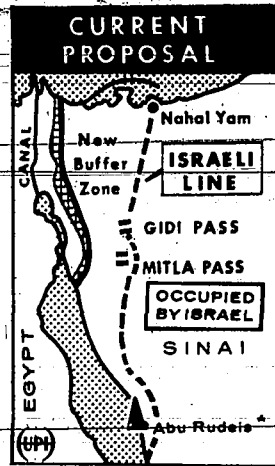 CURRENT
PROPOSAL
Nahal Yam
CANAL
New
Buffer
Zone
ISRAELI
LINE
GIDI PASS
MITLA PASS
OCCUPIED
BY ISRAEL
SINAI
EGYPT
Abu Rudeis *
UPI